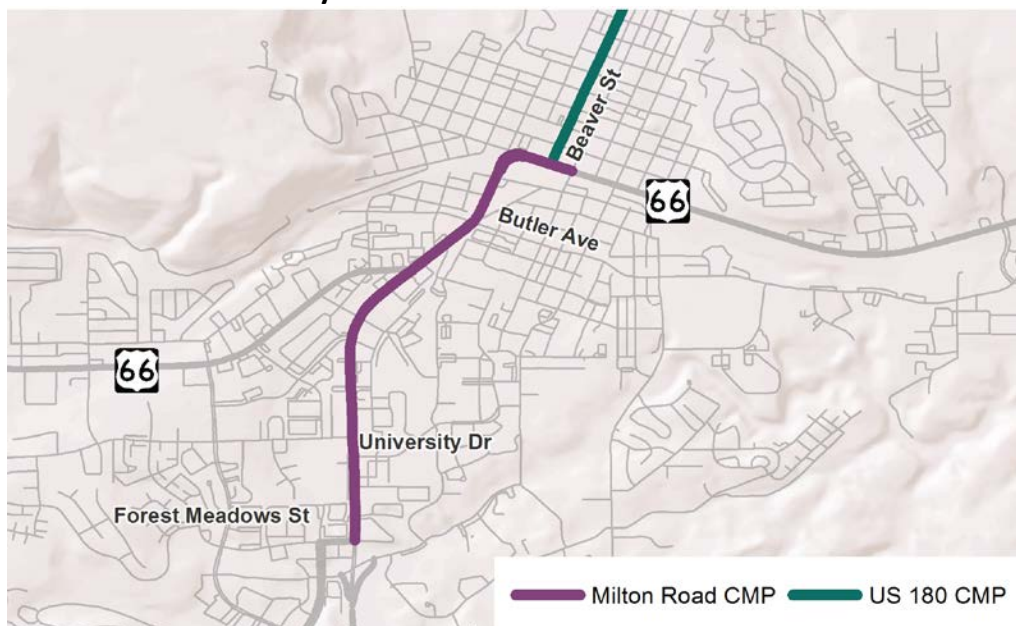 Beaver St
66
Butler Ave
66
University Dr
Forest Meadows St
Milton Road CMP
US 180 CMP